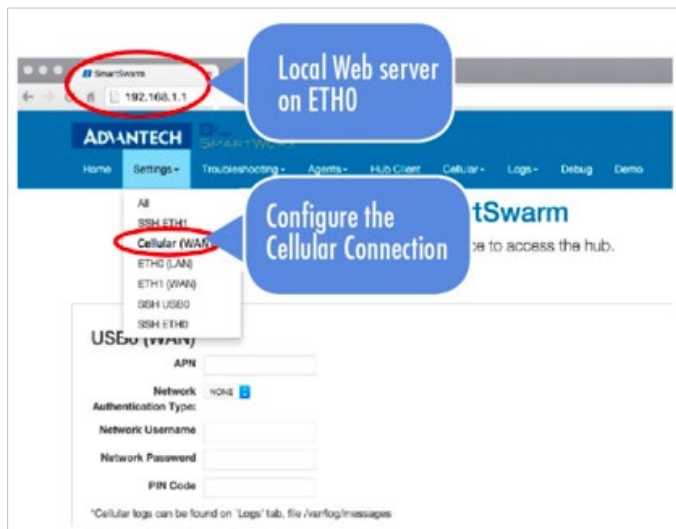 SmartSwarm
192.168.1.1
Local Web server
on ETH0
ADVANTECH
SMARTWORX
Home Settings Troubleshooting Agents Hub Client Cellular Logs Debug Demo
All
SSH ETH1
Cellular (WAN)
ETH0 (LAN)
ETH1 (WAN)
SSH USB0
SSH ETH0
Configure the
Cellular Connection
tSwarm
to access the hub.
USB0 (WAN)
APN
Network
Authentication Type:
NONE
Network Username
Network Password
PIN Code
*Cellular logs can be found on 'Logs' tab, file /var/log/messages